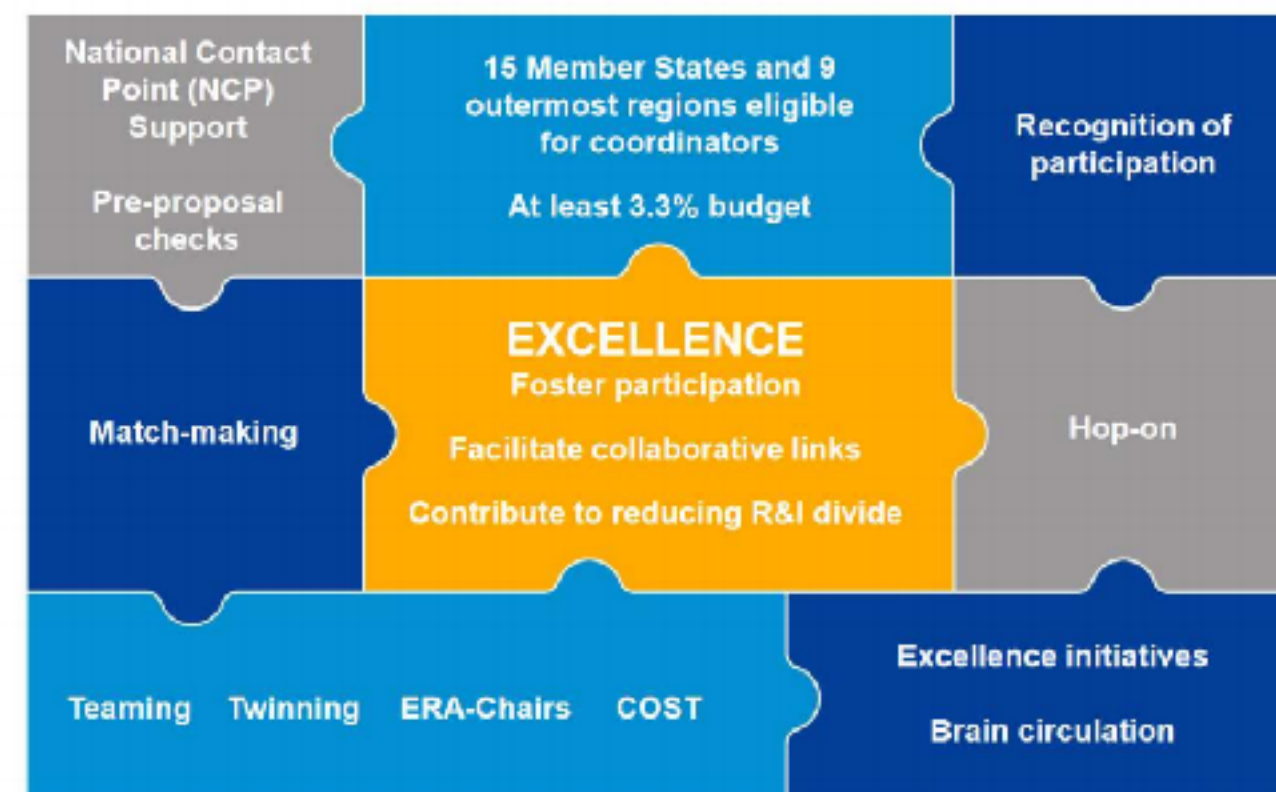 National Contact
Point (NCP)
Support
Pre-proposal
checks
15 Member States and 9
outermost regions eligible
for coordinators
At least 3.3% budget
Recognition of
participation
Match-making
EXCELLENCE
Foster participation
Facilitate collaborative links
Contribute to reducing R&I divide
Hop-on
Teaming Twinning ERA-Chairs COST
Excellence initiatives
Brain circulation